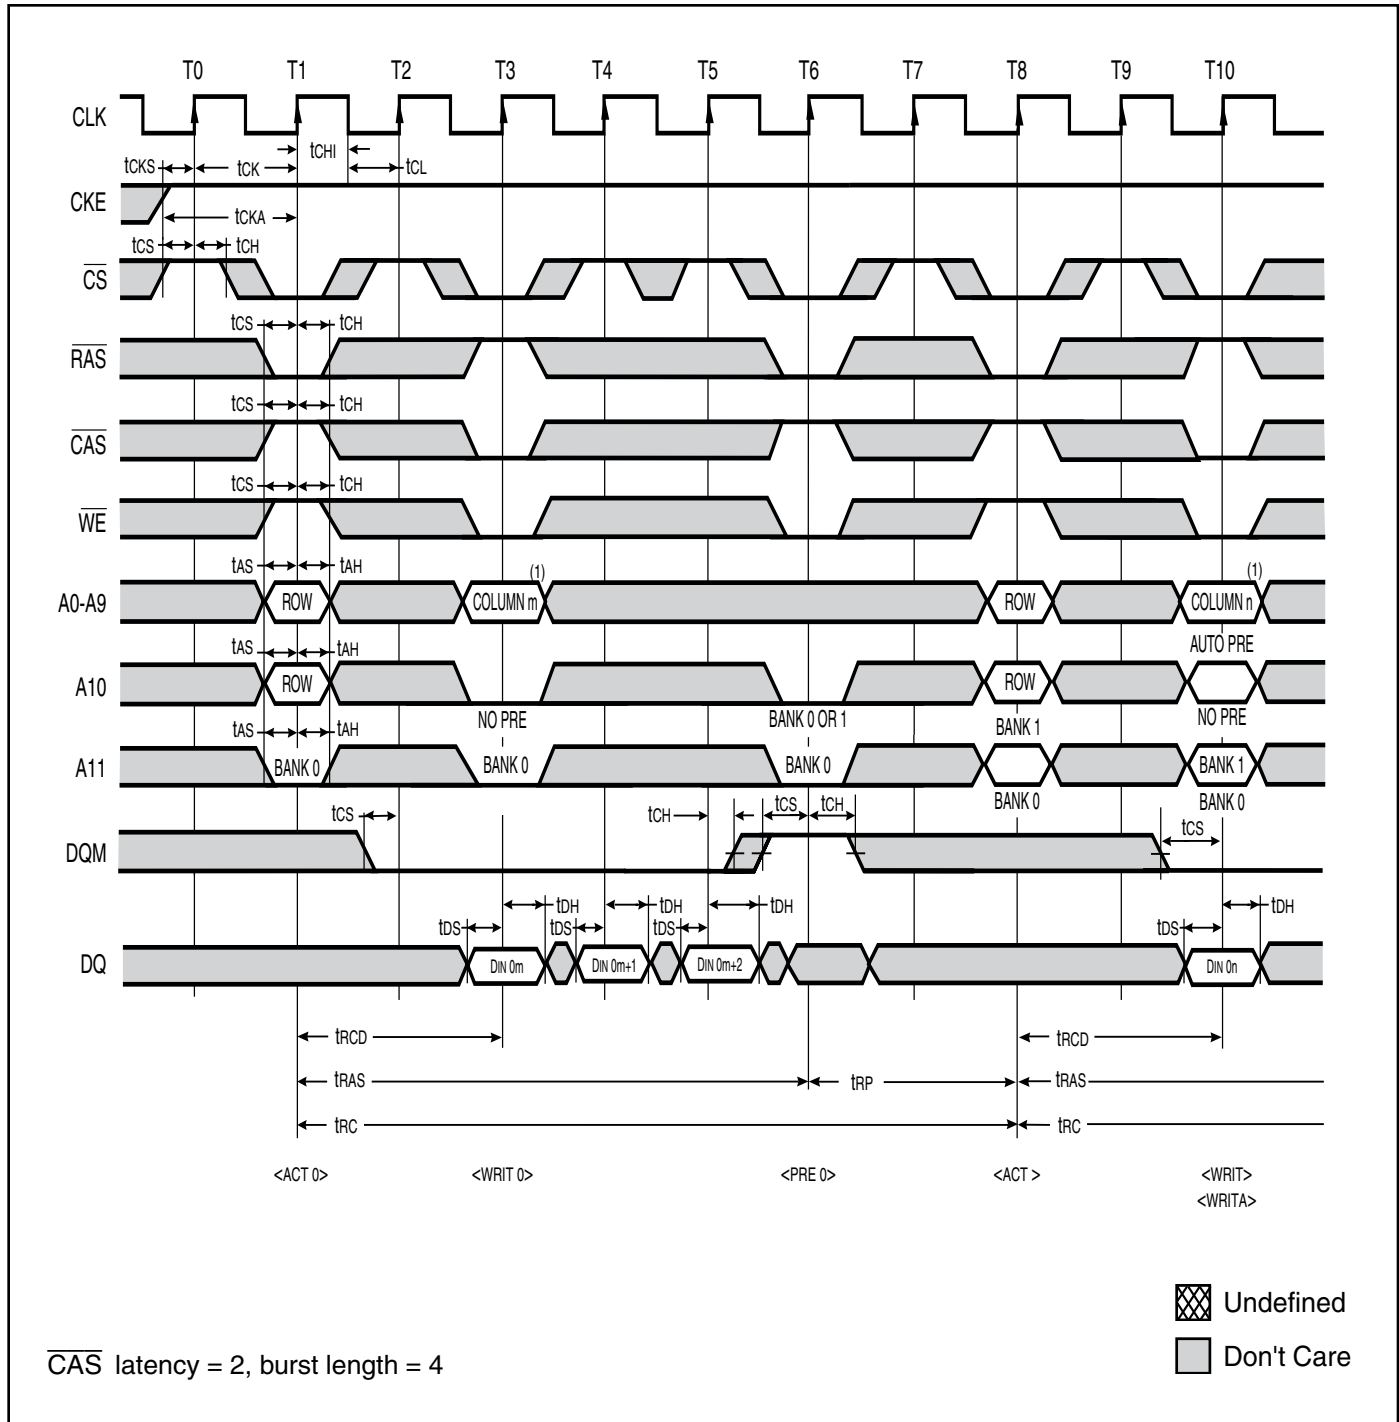 T0 T1 T2 T3 T4 T5 T6 T7 T8 T9 T10
CLK
tCHI
tCKS tCK tCL
CKE
tCKA
tCS tCH
CS
tCS tCH
RAS
tCS tCH
CAS
tCS tCH
WE
tAS tAH (1) (1)
A0-A9 ROW COLUMN m ROW COLUMN n
tAS tAH AUTO PRE
A10 ROW ROW
NO PRE BANK 0 OR 1 BANK 1 NO PRE
tAS tAH
A11 BANK 0 BANK 0 BANK 0 BANK 1
BANK 0 BANK 0
tCS tCH tCS tCH tCS
DQM
tDH tDH tDH tDH
tDS tDS tDS tDS
DQ DIN 0m DIN 0m+1 DIN 0m+2 DIN 0n
tRCD tRCD
tRAS tRP tRAS
tRC tRC
<ACT 0> <WRIT 0> <PRE 0> <ACT > <WRIT>
<WRITA>
Undefined
Don't Care
CAS latency = 2, burst length = 4